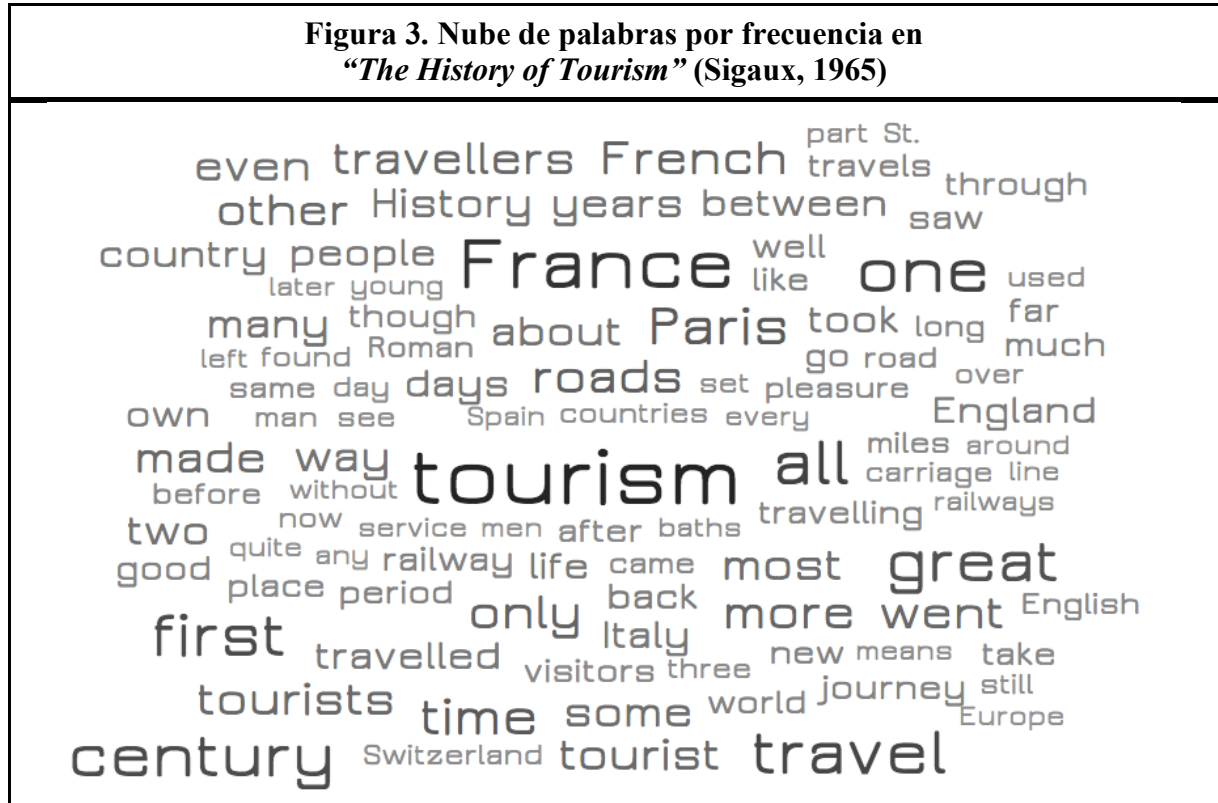 Figura 3. Nube de palabras por frecuencia en
“The History of Tourism” (Sigaux, 1965)
part St.
even travellers French travels
through
other History years between saw
country people France well one used
later young like
many though about Paris took long far
left found Roman go road much
same day days roads set pleasure over
own man see Spain countries every England
made way tourism all miles around
before without carriage line
two now service men after baths travelling railways
good quite any railway life came most great
place period only back more went English
first Italy
travelled visitors three new means take
tourists time some world journey still
Europe
century Switzerland tourist travel